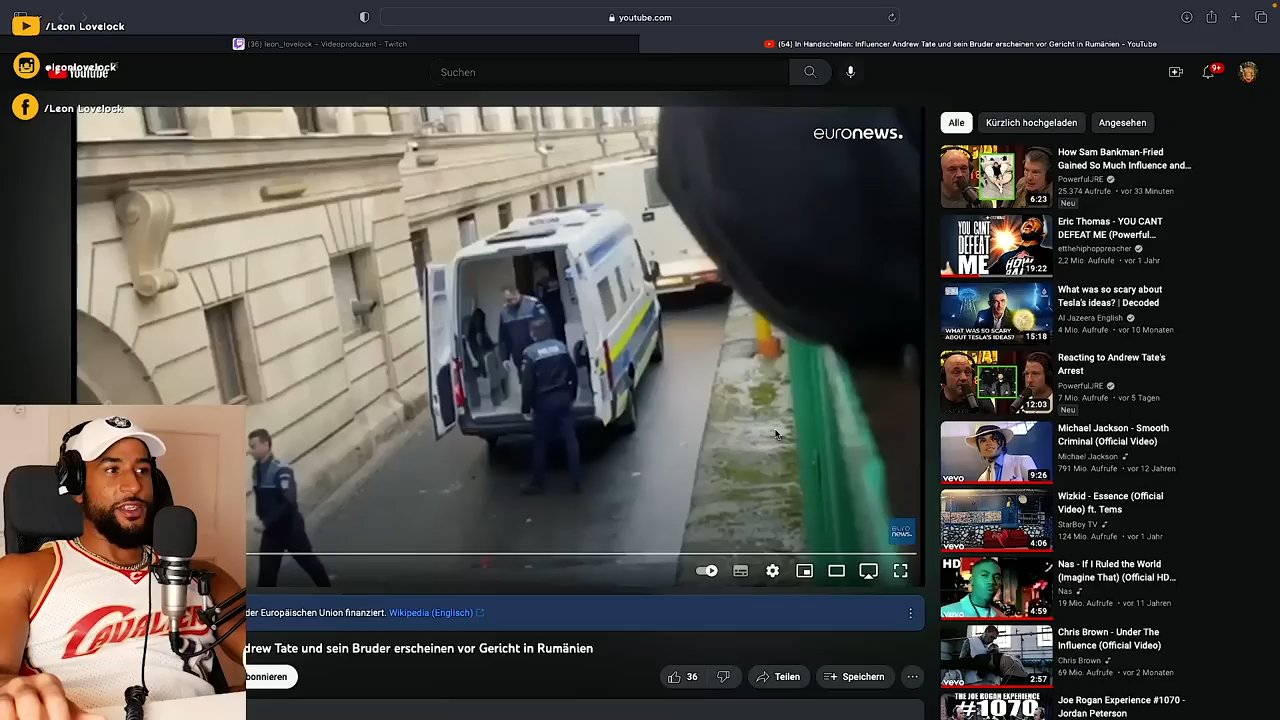 /Leon Lovelock
youtube.com
(36) leon_lovelock – Videoproduzent - Twitch
(54) In Handschellen: Influencer Andrew Tate und sein Bruder erscheinen vor Gericht in Rumänien - YouTube
leonlovelock
YouTube
Suchen
9+
/Leon Lovelock
euronews.
POLITIA
euro
news.
der Europäischen Union finanziert. Wikipedia (Englisch)
drew Tate und sein Bruder erscheinen vor Gericht in Rumänien
bonnieren
36
Teilen
Speichern
CAVALIERS
Alle
Kürzlich hochgeladen
Angesehen
6:23
How Sam Bankman-Fried
Gained So Much Influence and...
PowerfulJRE
25.374 Aufrufe • vor 33 Minuten
Neu
YOU CANT
DEFEAT
ME
19:22
Eric Thomas - YOU CANT
DEFEAT ME (Powerful...
etthehiphoppreacher
2,2 Mio. Aufrufe • vor 1 Jahr
WHAT WAS SO SCARY
ABOUT TESLA'S IDEAS?
15:18
What was so scary about
Tesla's ideas? | Decoded
Al Jazeera English
4 Mio. Aufrufe • vor 10 Monaten
12:03
Reacting to Andrew Tate's
Arrest
PowerfulJRE
7 Mio. Aufrufe • vor 5 Tagen
Neu
vevo
9:26
Michael Jackson - Smooth
Criminal (Official Video)
Michael Jackson
791 Mio. Aufrufe • vor 12 Jahren
vevo
4:06
Wizkid - Essence (Official
Video) ft. Tems
StarBoy TV
124 Mio. Aufrufe • vor 1 Jahr
HD
4:59
Nas - If I Ruled the World
(Imagine That) (Official HD...
Nas
19 Mio. Aufrufe • vor 11 Jahren
vevo
2:57
Chris Brown - Under The
Influence (Official Video)
Chris Brown
69 Mio. Aufrufe • vor 2 Monaten
THE JOE ROGAN EXPERIENCE
#1070
Joe Rogan Experience #1070 -
Jordan Peterson